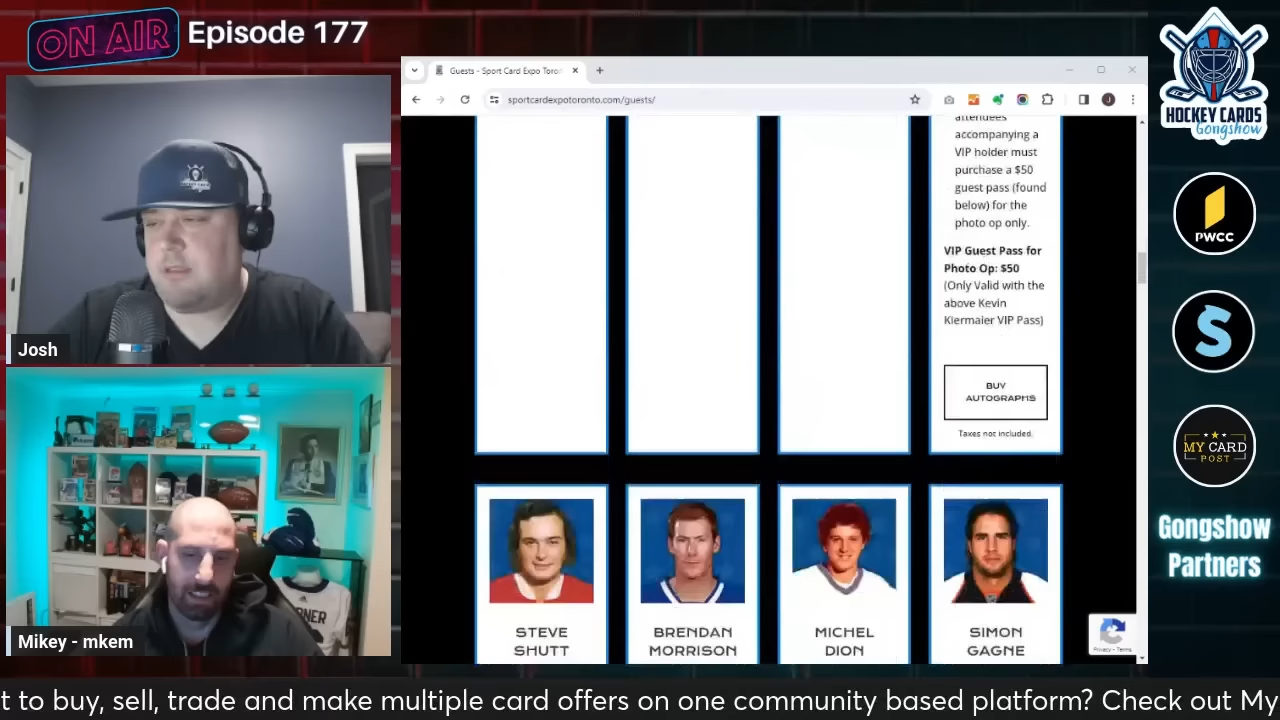 ON AIR
Episode 177
Guests - Sport Card Expo Toron
sportcardexpotoronto.com/guests/
attendees
accompanying a
VIP holder must
purchase a $50
guest pass (found
below) for the
photo op only.
VIP Guest Pass for
Photo Op: $50
(Only Valid with the
above Kevin
Kiermaier VIP Pass)
BUY
AUTOGRAPHS
Taxes not included.
STEVE
SHUTT
BRENDAN
MORRISON
MICHEL
DION
SIMON
GAGNE
Privacy - Terms
Josh
Mikey - mkem
HOCKEY CARDS
Gongshow
PWCC
S
MY CARD
POST
Gongshow
Partners
t to buy, sell, trade and make multiple card offers on one community based platform? Check out My